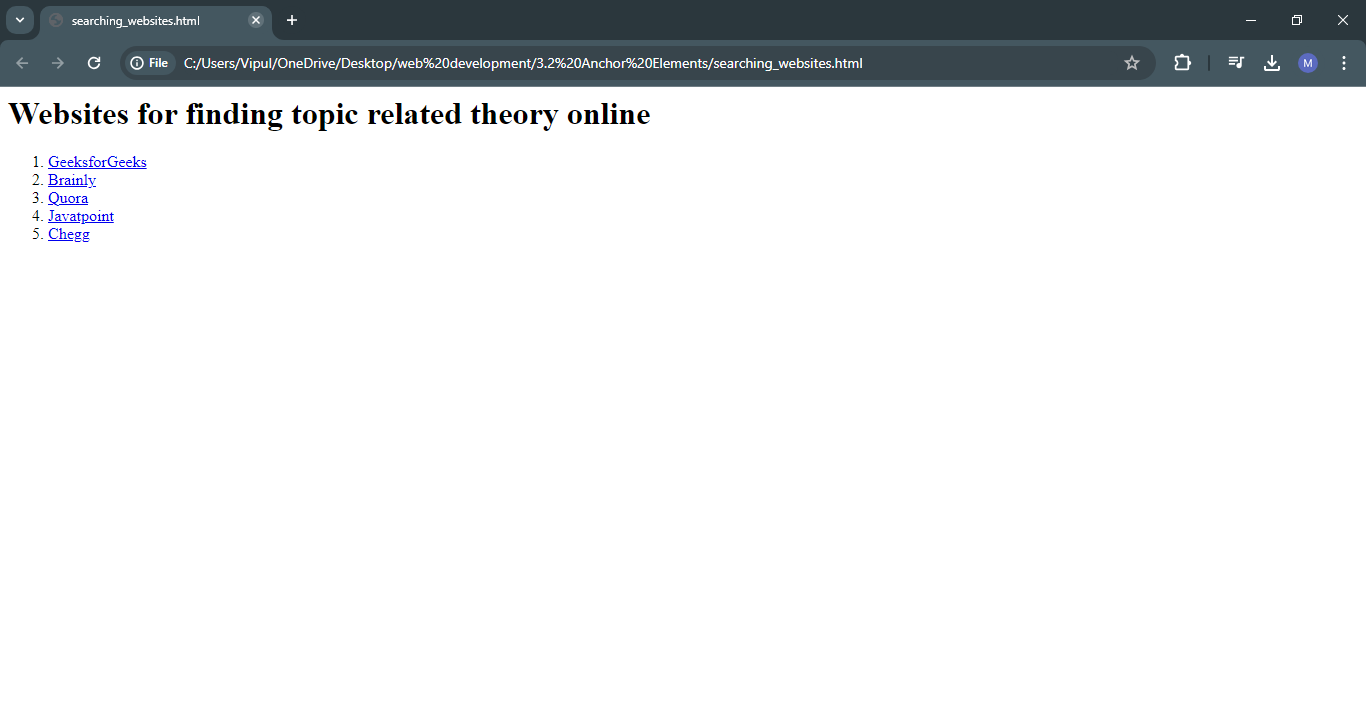 searching_websites.html
File C:/Users/Vipul/OneDrive/Desktop/web%20development/3.2%20Anchor%20Elements/searching_websites.html
M
Websites for finding topic related theory online
1. GeeksforGeeks
2. Brainly
3. Quora
4. Javatpoint
5. Chegg